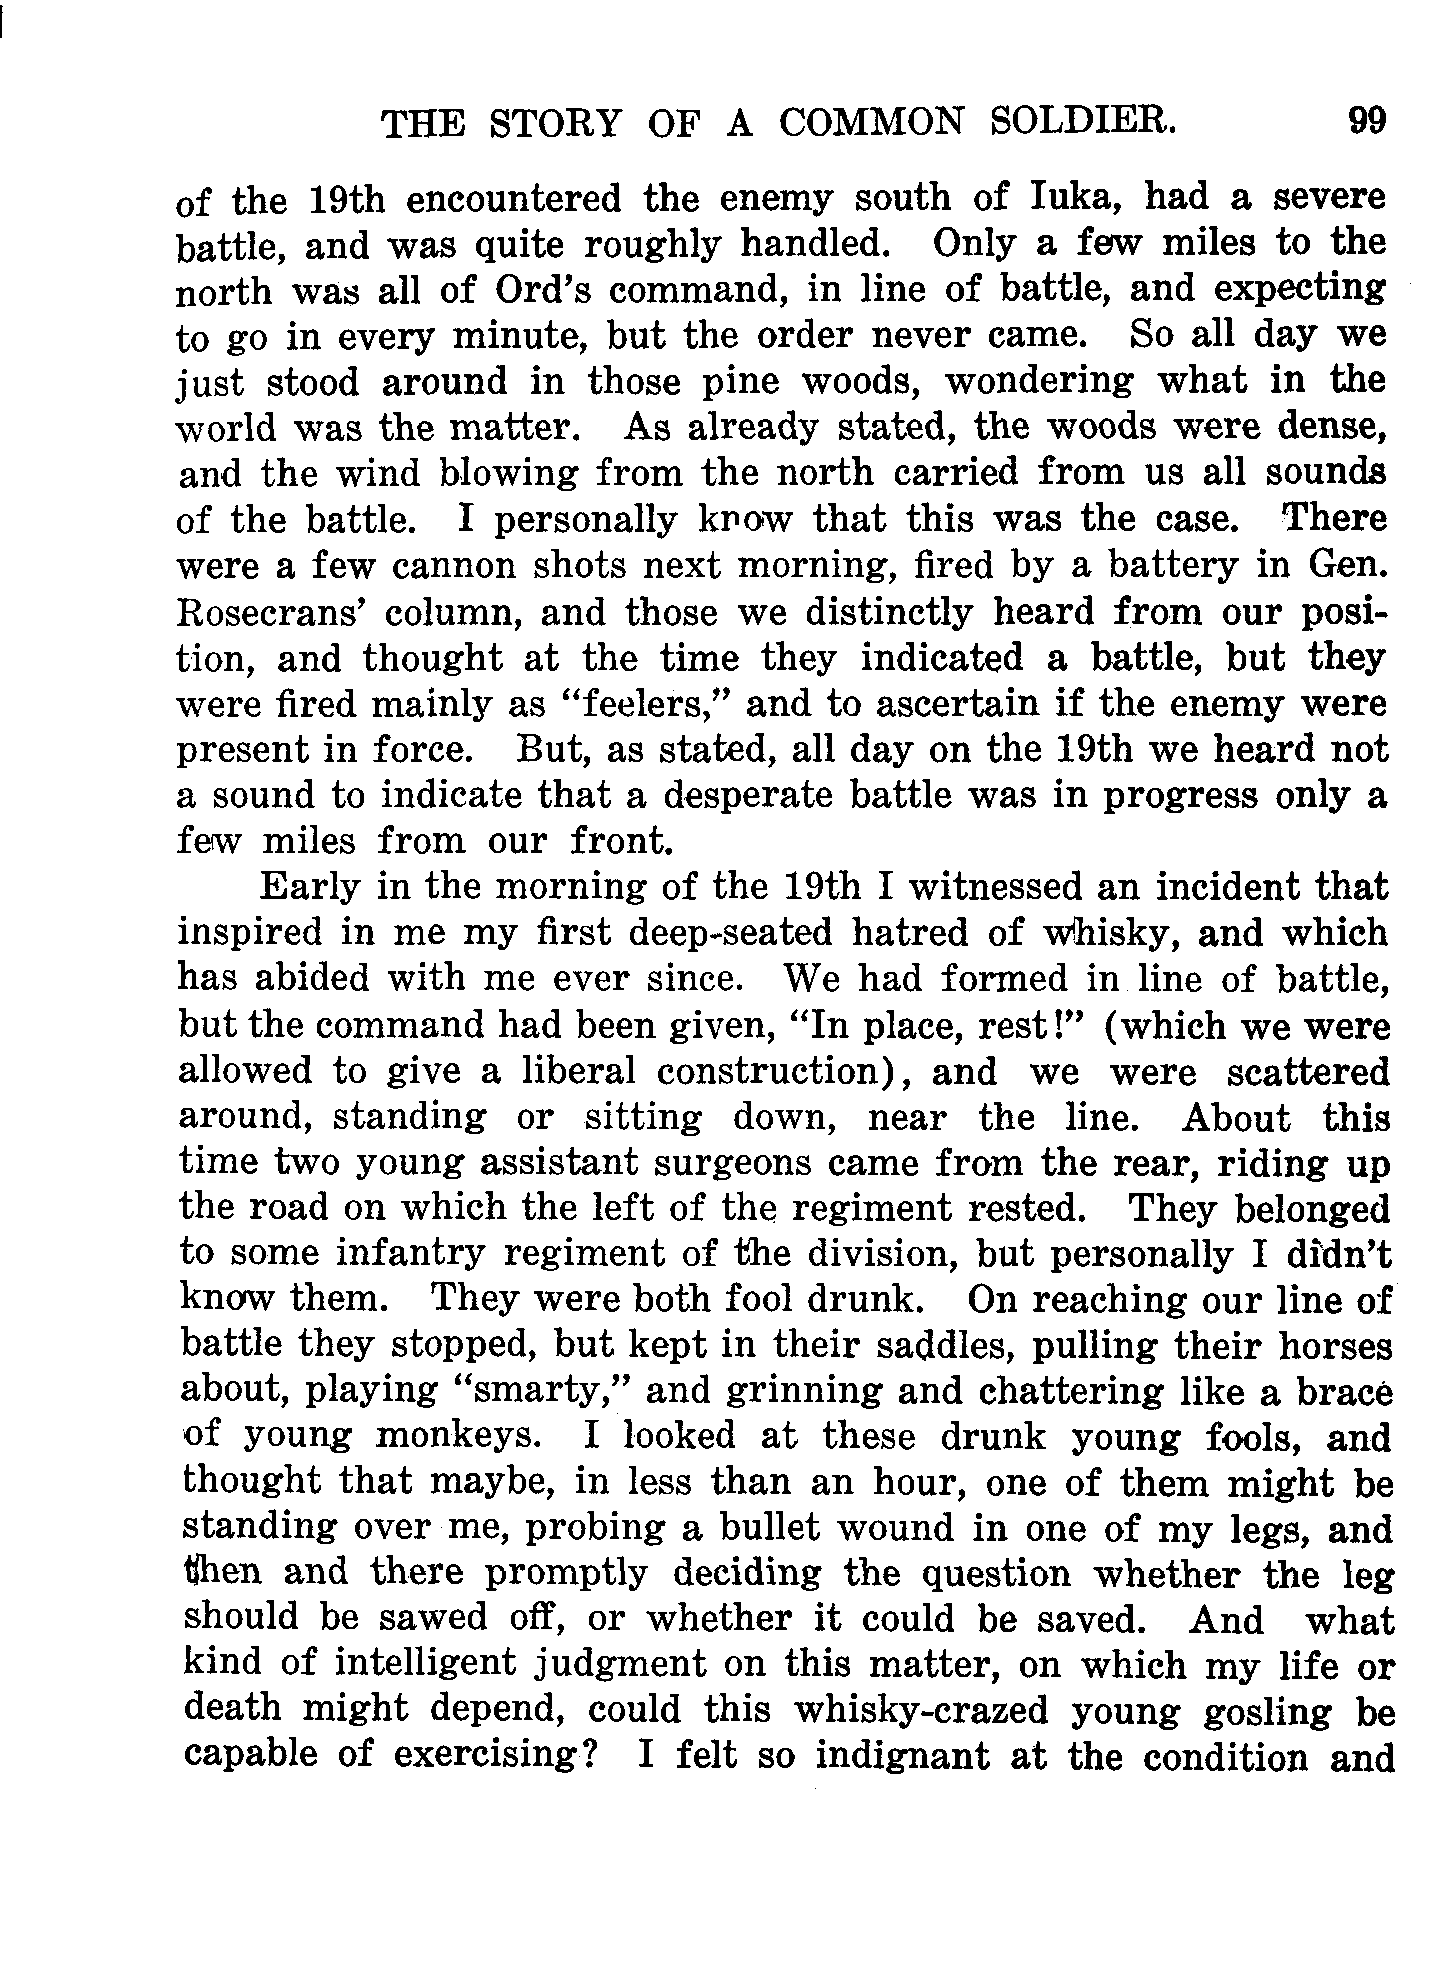 THE STORY OF A COMMON SOLDIER. 99
of the 19th encountered the enemy south of Iuka, had a severe
battle, and was quite roughly handled. Only a few miles to the
north was all of Ord's command, in line of battle, and expecting
to go in every minute, but the order never came. So all day we
just stood around in those pine woods, wondering what in the
world was the matter. As already stated, the woods were dense,
and the wind blowing from the north carried from us all sounds
of the battle. I personally know that this was the case. There
were a few cannon shots next morning, fired by a battery in Gen.
Rosecrans' column, and those we distinctly heard from our posi-
tion, and thought at the time they indicated a battle, but they
were fired mainly as "feelers," and to ascertain if the enemy were
present in force. But, as stated, all day on the 19th we heard not
a sound to indicate that a desperate battle was in progress only a
few miles from our front.
Early in the morning of the 19th I witnessed an incident that
inspired in me my first deep-seated hatred of whisky, and which
has abided with me ever since. We had formed in line of battle,
but the command had been given, "In place, rest!" (which we were
allowed to give a liberal construction), and we were scattered
around, standing or sitting down, near the line. About this
time two young assistant surgeons came from the rear, riding up
the road on which the left of the regiment rested. They belonged
to some infantry regiment of the division, but personally I didn't
know them. They were both fool drunk. On reaching our line of
battle they stopped, but kept in their saddles, pulling their horses
about, playing "smarty," and grinning and chattering like a brace
of young monkeys. I looked at these drunk young fools, and
thought that maybe, in less than an hour, one of them might be
standing over me, probing a bullet wound in one of my legs, and
then and there promptly deciding the question whether the leg
should be sawed off, or whether it could be saved. And what
kind of intelligent judgment on this matter, on which my life or
death might depend, could this whisky-crazed young gosling be
capable of exercising? I felt so indignant at the condition and